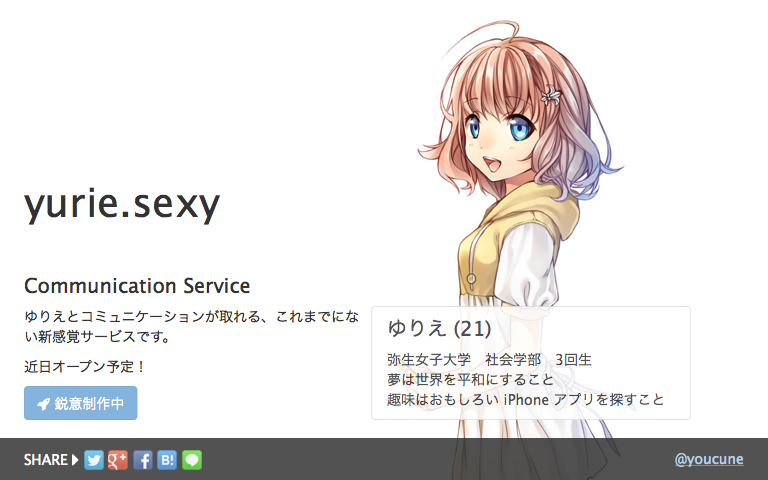 yurie.sexy
Communication Service
ゆりえとコミュニケーションが取れる、これまでにな
い新感覚サービスです。
近日オープン予定！
鋭意制作中
ゆりえ (21)
弥生女子大学　社会学部　3回生
夢は世界を平和にすること
趣味はおもしろい iPhone アプリを探すこと
SHARE
g+
f
B!
@youcune